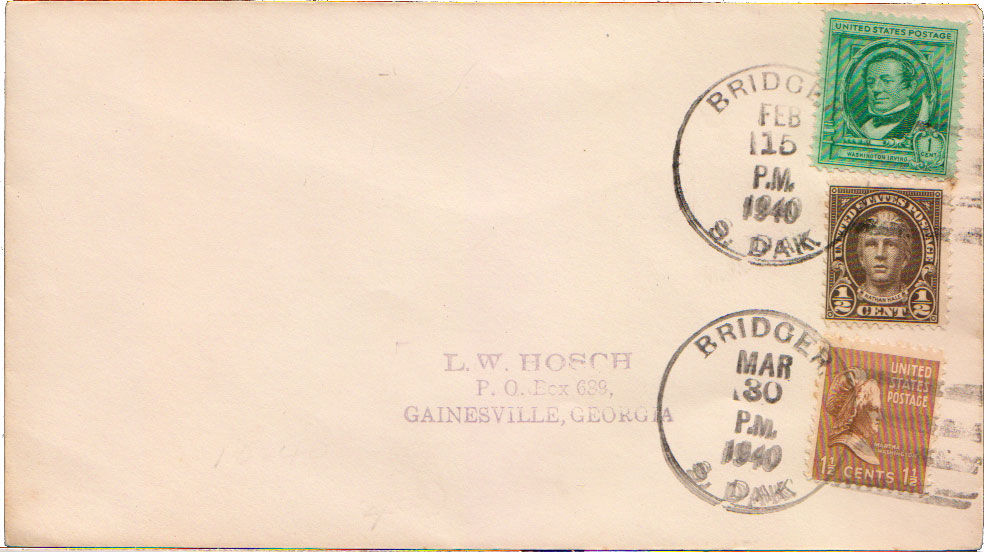 UNITED STATES POSTAGE
1
CENT
WASHINGTON IRVING
BRIDGER
FEB
15
P.M.
1940
S. DAK
UNITED STATES POSTAGE
NATHAN HALE
1/2 CENT 1/2
L. W. HOSCH
P. O. Box 689,
GAINESVILLE, GEORGIA
BRIDGER
MAR
30
P.M.
1940
S. DAK
UNITED
STATES
POSTAGE
MARTHA
WASHINGTON
1 1/2 CENTS 1 1/2